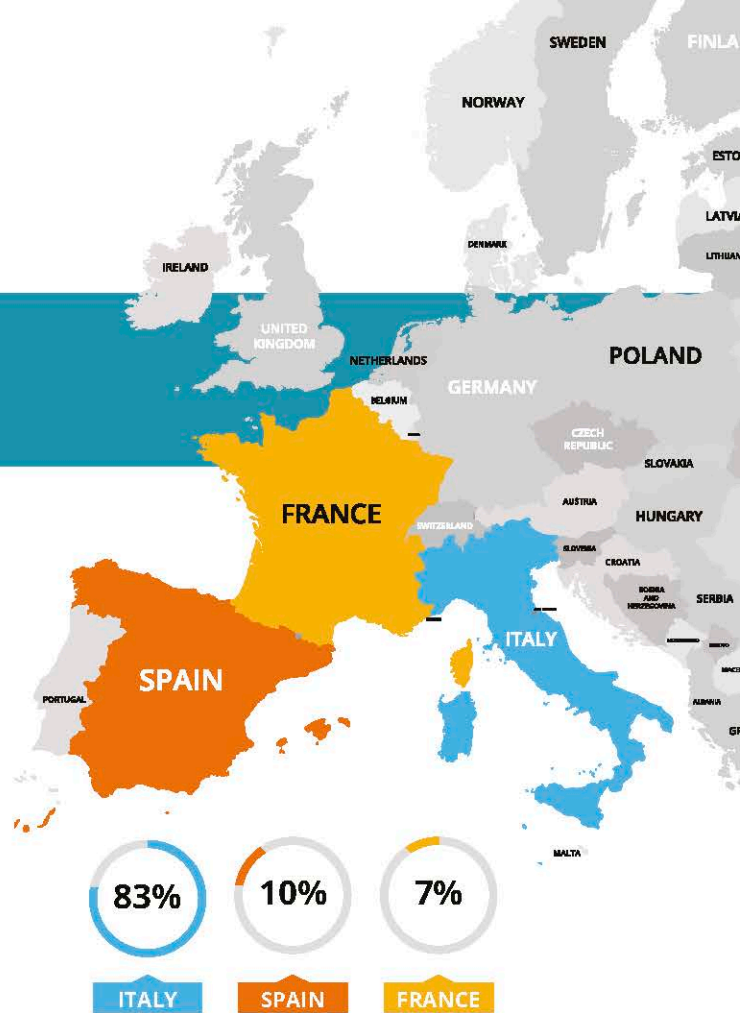 SWEDEN
FINLA
NORWAY
ESTO
LATVIA
DENMARK
LITHUAN
IRELAND
UNITED
KINGDOM
NETHERLANDS
POLAND
GERMANY
BELGIUM
CZECH
REPUBLIC
SLOVAKIA
AUSTRIA
FRANCE
HUNGARY
SWITZERLAND
SLOVENIA
CROATIA
BOSNIA
AND
HERZEGOVINA
SERBIA
ITALY
SPAIN
PORTUGAL
MACE
ALBANIA
GR
MALTA
83%
10%
7%
ITALY
SPAIN
FRANCE